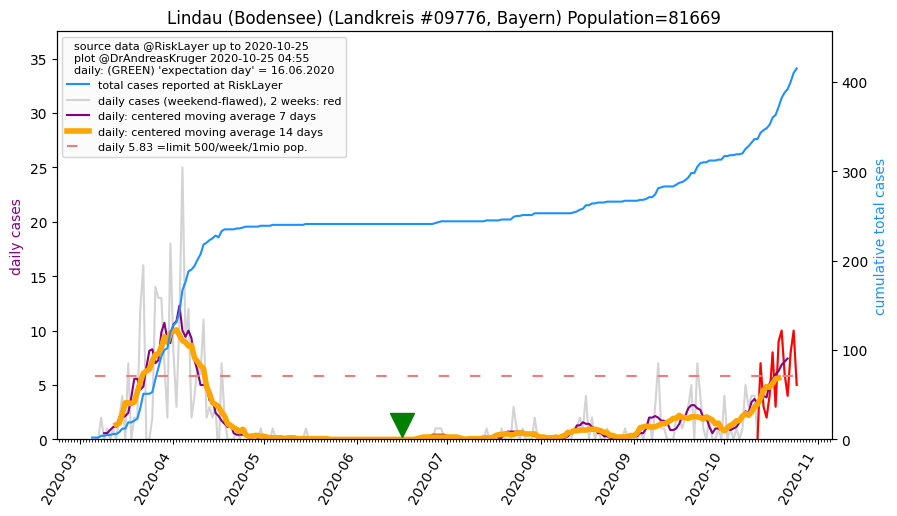 Lindau (Bodensee) (Landkreis #09776, Bayern) Population=81669
source data @RiskLayer up to 2020-10-25
plot @DrAndreasKruger 2020-10-25 04:55
daily: (GREEN) 'expectation day' = 16.06.2020
total cases reported at RiskLayer
daily cases (weekend-flawed), 2 weeks: red
daily: centered moving average 7 days
daily: centered moving average 14 days
daily 5.83 =limit 500/week/1mio pop.
daily cases
35
30
25
20
15
10
5
0
cumulative total cases
400
300
200
100
0
2020-03
2020-04
2020-05
2020-06
2020-07
2020-08
2020-09
2020-10
2020-11